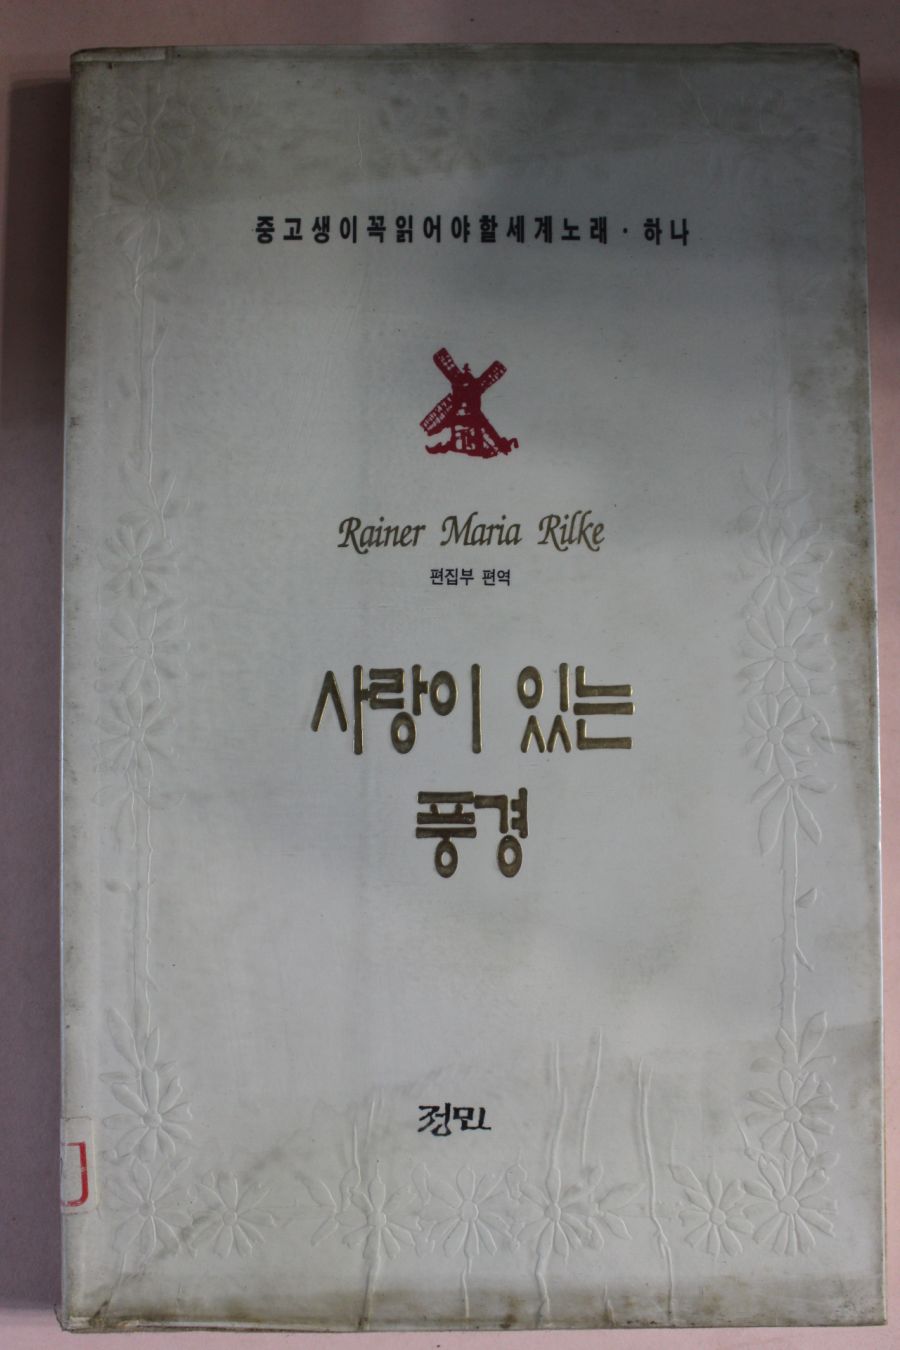 중고생이꼭읽어야할세계노래 · 하나
Rainer Maria Rilke
편집부 편역
사랑이 있는
풍경
정민